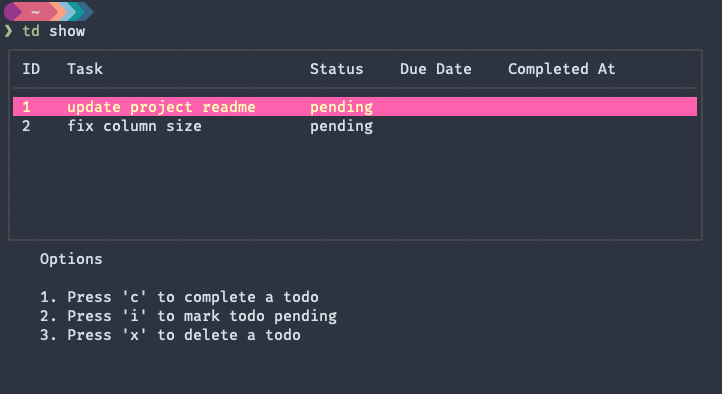 ~
❯ td show
ID Task Status Due Date Completed At
1 update project readme pending
2 fix column size pending
Options
1. Press 'c' to complete a todo
2. Press 'i' to mark todo pending
3. Press 'x' to delete a todo